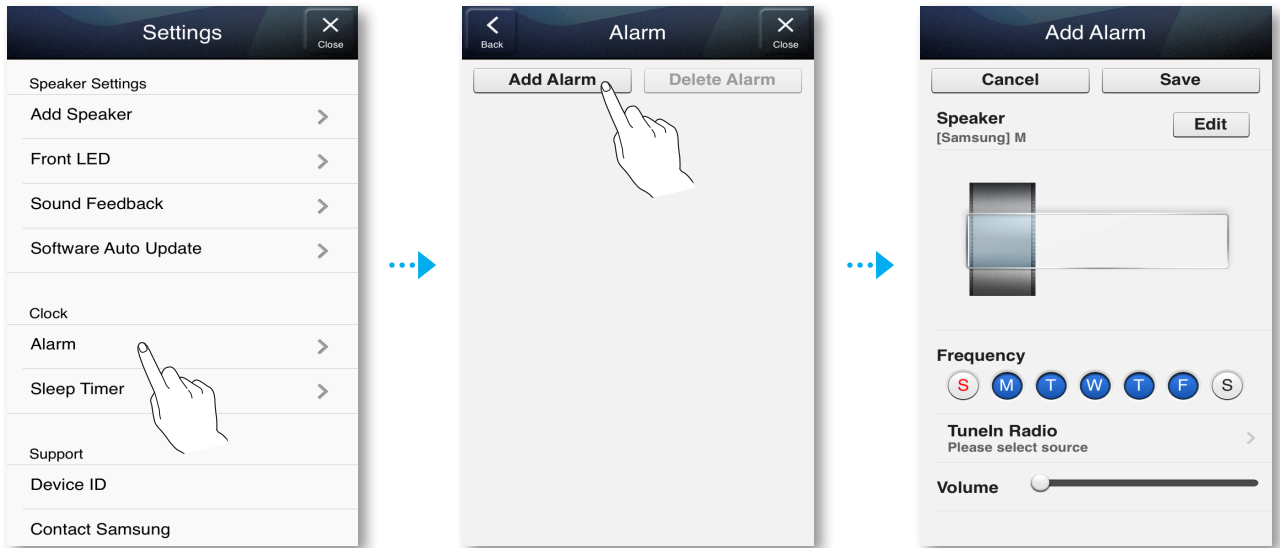 Settings
Close
Speaker Settings
Add Speaker
Front LED
Sound Feedback
Software Auto Update
Clock
Alarm
Sleep Timer
Support
Device ID
Contact Samsung
Back
Alarm
Close
Add Alarm
Delete Alarm
Add Alarm
Cancel
Save
Speaker
[Samsung] M
Edit
Frequency
S M T W T F S
TuneIn Radio
Please select source
Volume